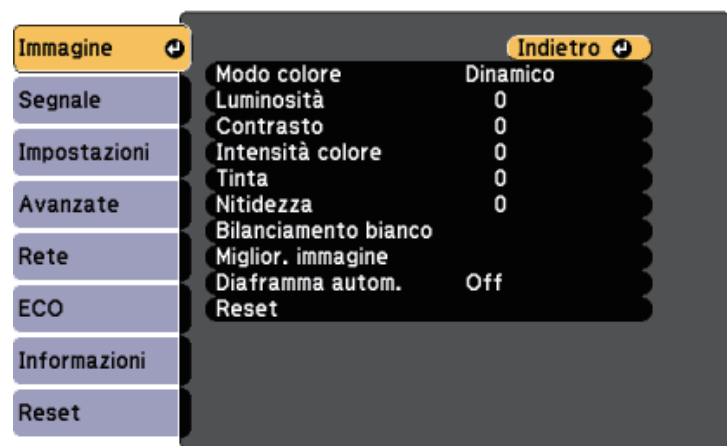 Immagine
Segnale
Impostazioni
Avanzate
Rete
ECO
Informazioni
Reset
Indietro
Modo colore Dinamico
Luminosità 0
Contrasto 0
Intensità colore 0
Tinta 0
Nitidezza 0
Bilanciamento bianco
Miglior. immagine
Diaframma autom. Off
Reset